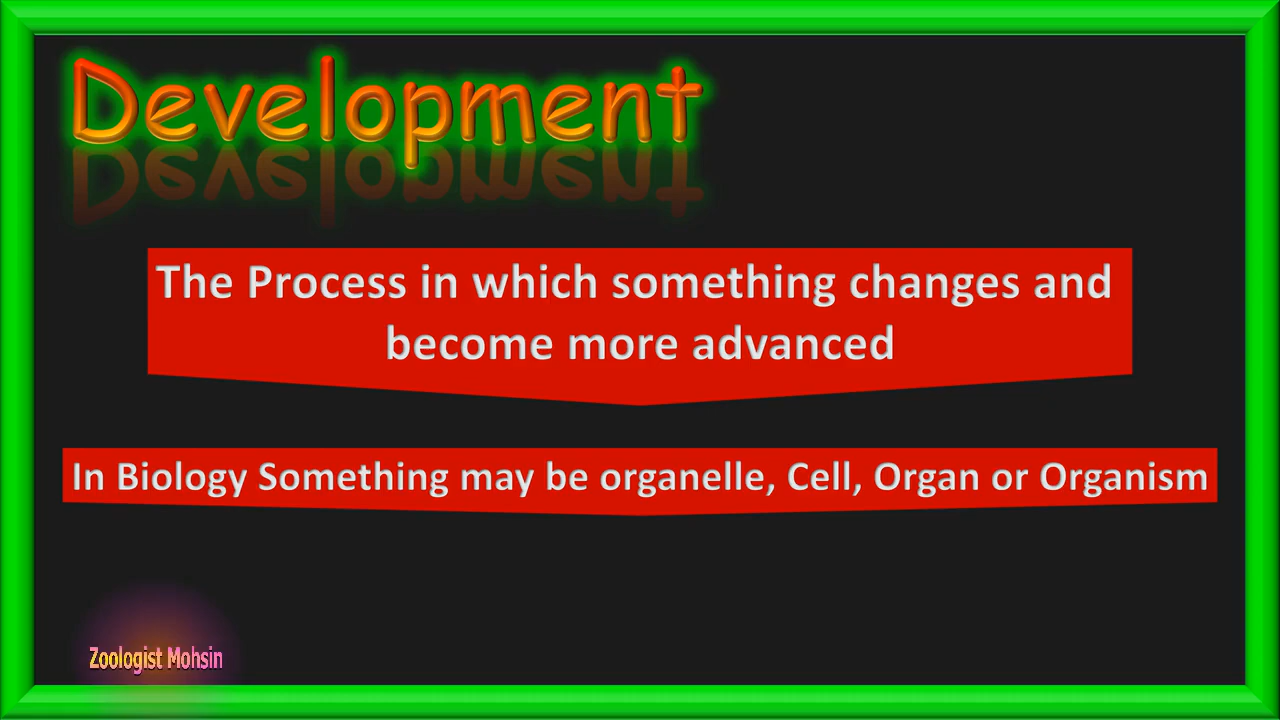 Development
The Process in which something changes and
become more advanced
In Biology Something may be organelle, Cell, Organ or Organism
Zoologist Mohsin